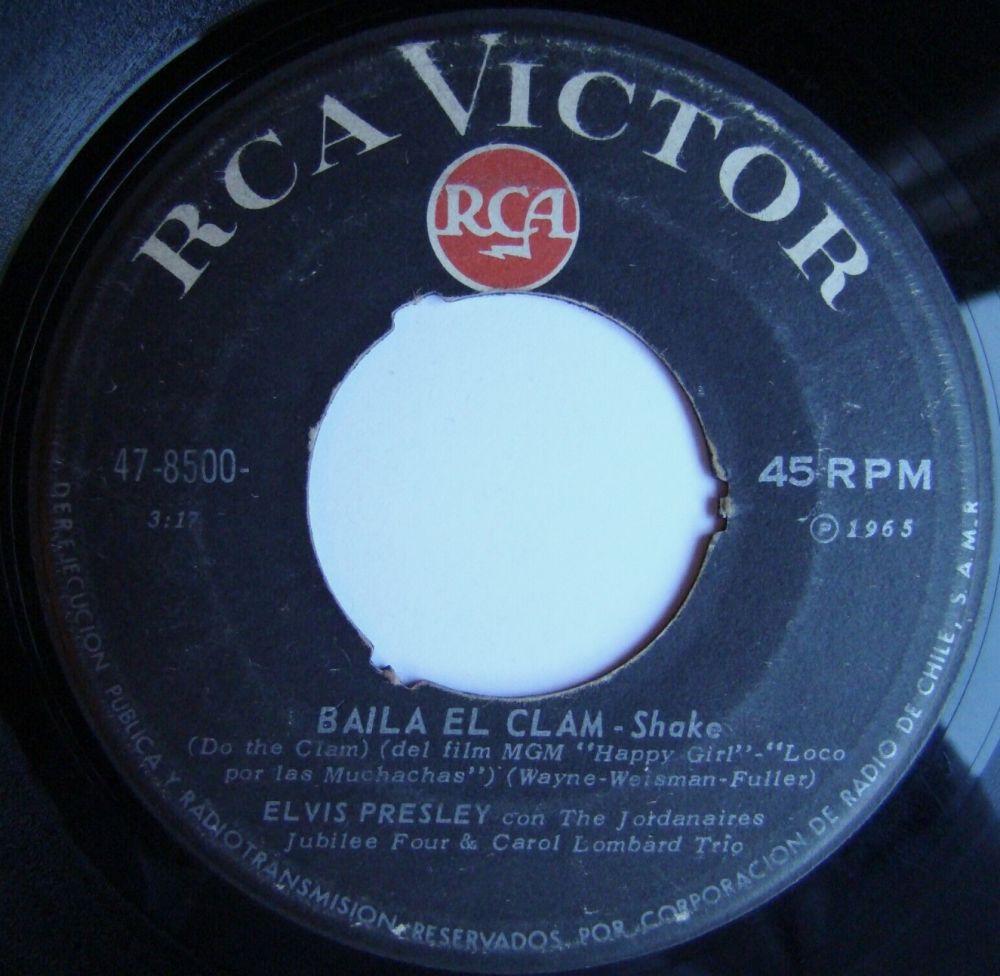 RCA VICTOR
RCA
47-8500-
3:17
45 RPM
Ⓟ 1965
BAILA EL CLAM - Shake
(Do the Clam) (del film MGM "Happy Girl"-"Loco
por las Muchachas") (Wayne-Weisman-Fuller)
ELVIS PRESLEY con The Jordanaires
Jubilee Four & Carol Lombard Trio
DEREJECUCION PUBLICA Y RADIOTRANSMISION RESERVADOS POR CORPORACION DE RADIO DE CHILE, S. A. M.R